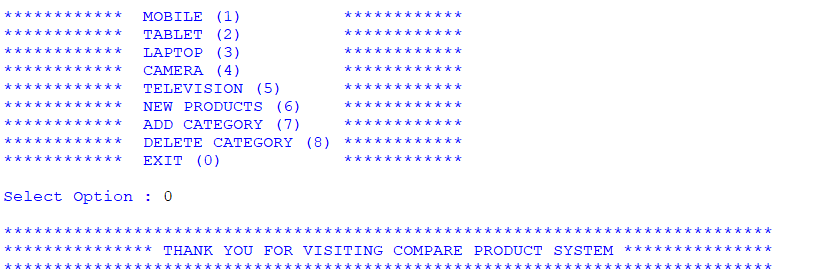 ************ MOBILE (1) ************
************ TABLET (2) ************
************ LAPTOP (3) ************
************ CAMERA (4) ************
************ TELEVISION (5) ************
************ NEW PRODUCTS (6) ************
************ ADD CATEGORY (7) ************
************ DELETE CATEGORY (8) ************
************ EXIT (0) ************
Select Option : 0
*****************************************************************************
*************** THANK YOU FOR VISITING COMPARE PRODUCT SYSTEM ***************
*****************************************************************************